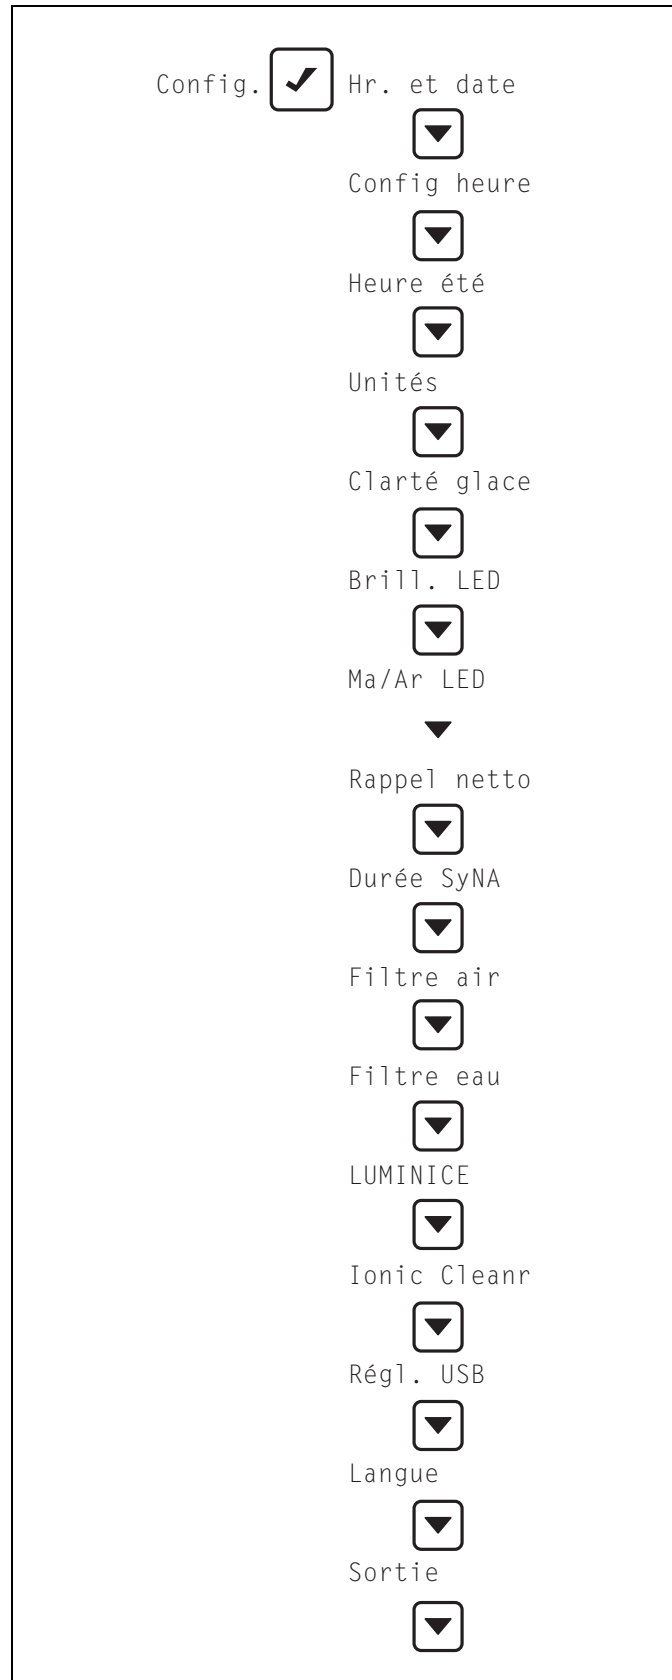 Config. Hr. et date
Config heure
Heure été
Unités
Clarté glace
Brill. LED
Ma/Ar LED
Rappel netto
Durée SyNA
Filtre air
Filtre eau
LUMINICE
Ionic Cleanr
Régl. USB
Langue
Sortie